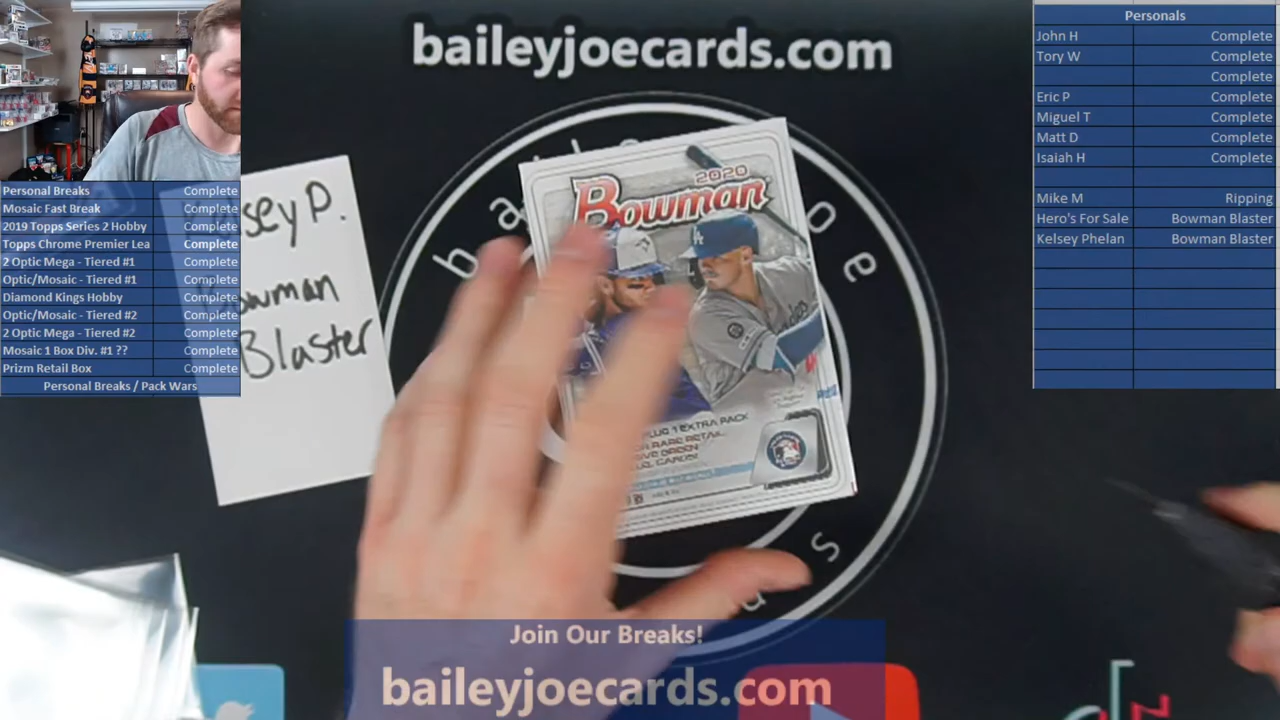 baileyjoecards.com
Personals
John H Complete
Tory W Complete
Complete
Eric P Complete
Miguel T Complete
Matt D Complete
Isaiah H Complete
Mike M Ripping
Hero's For Sale Bowman Blaster
Kelsey Phelan Bowman Blaster
Personal Breaks Complete
Mosaic Fast Break Complete
2019 Topps Series 2 Hobby Complete
Topps Chrome Premier Lea Complete
2 Optic Mega - Tiered #1 Complete
Optic/Mosaic - Tiered #1 Complete
Diamond Kings Hobby Complete
Optic/Mosaic - Tiered #2 Complete
2 Optic Mega - Tiered #2 Complete
Mosaic 1 Box Div. #1 ?? Complete
Prizm Retail Box Complete
Personal Breaks / Pack Wars
sey P.
owman
Blaster
2020
Bowman
PLUS 1 EXTRA PACK
Join Our Breaks!
baileyjoecards.com